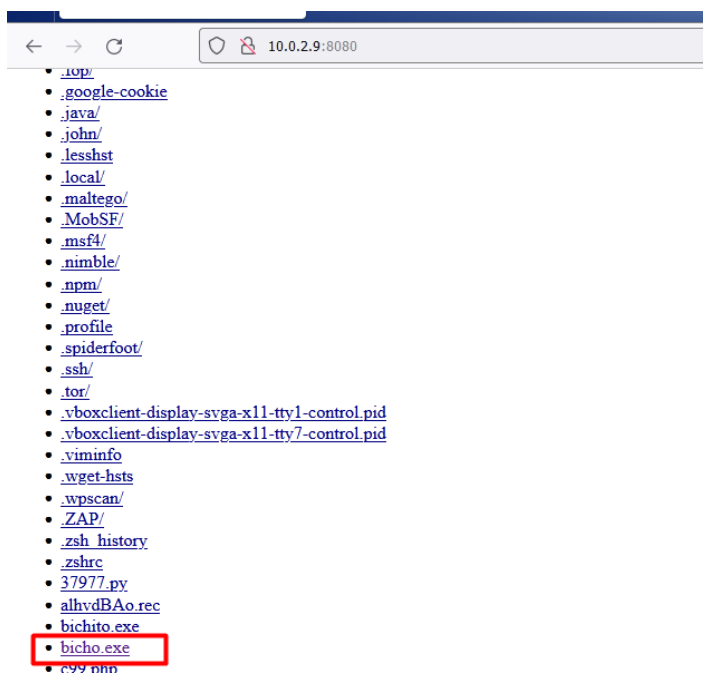 10.0.2.9:8080
.google-cookie
.java/
.john/
.lesshst
.local/
.maltego/
.MobSF/
.msf4/
.nimble/
.npm/
.nuget/
.profile
.spiderfoot/
.ssh/
.tor/
.vboxclient-display-svga-x11-tty1-control.pid
.vboxclient-display-svga-x11-tty7-control.pid
.viminfo
.wget-hsts
.wpscan/
.ZAP/
.zsh_history
.zshrc
37977.py
alhvdBAo.rec
bichito.exe
bicho.exe
c99.php